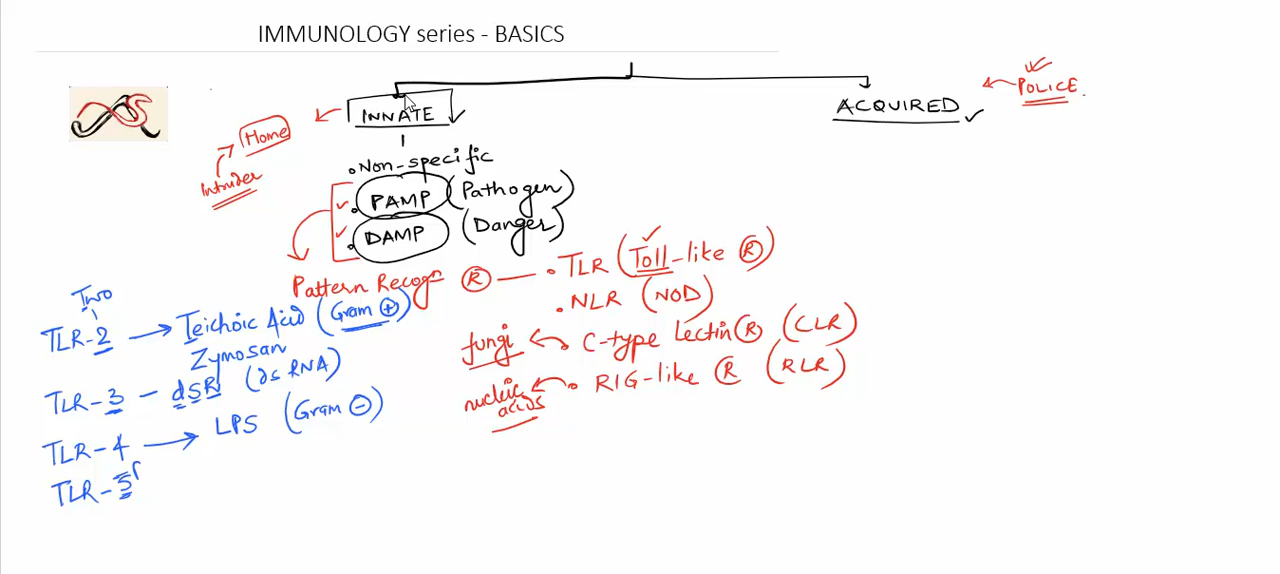 IMMUNOLOGY series - BASICS
POLICE.
INNATE
ACQUIRED
Home
Intruder
• Non-specific
• PAMP (Pathogen)
• DAMP (Danger)
Pattern Recogn Ⓡ — • TLR (Toll-like Ⓡ)
• NLR (NOD)
fungi ← • C-type Lectin Ⓡ (CLR)
nucleic acids ← • RIG-like Ⓡ (RLR)
Two
TLR-2 → Teichoic Acid (Gram ⊕)
Zymosan
TLR-3 - dSR (ds RNA)
TLR-4 → LPS (Gram ⊖)
TLR-5